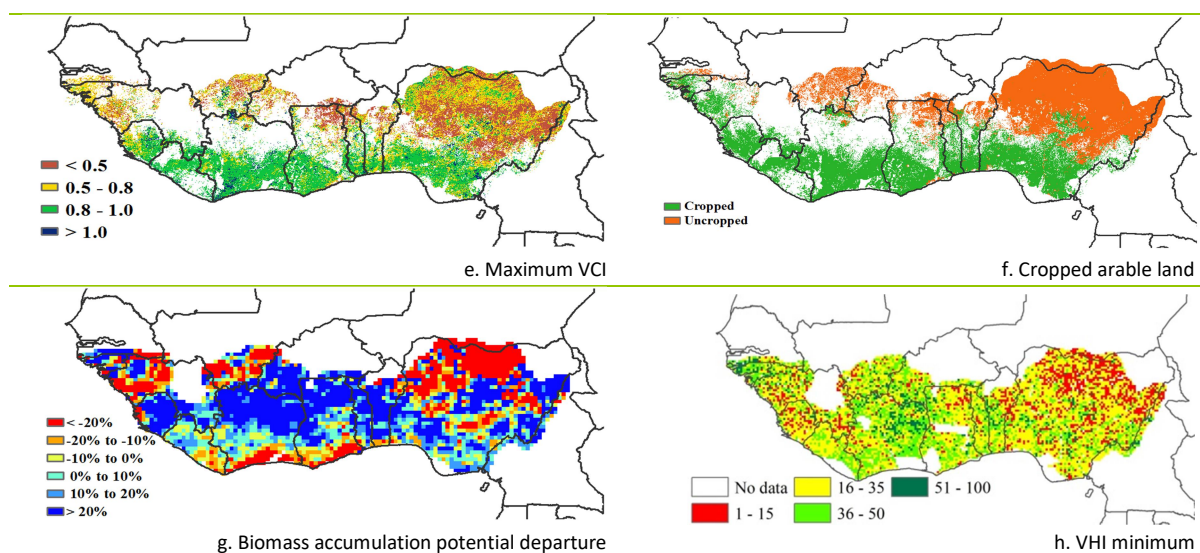 < 0.5
0.5 - 0.8
0.8 - 1.0
> 1.0
e. Maximum VCI
Cropped
Uncropped
f. Cropped arable land
< -20%
-20% to -10%
-10% to 0%
0% to 10%
10% to 20%
> 20%
g. Biomass accumulation potential departure
No data 16 - 35 51 - 100
1 - 15 36 - 50
h. VHI minimum